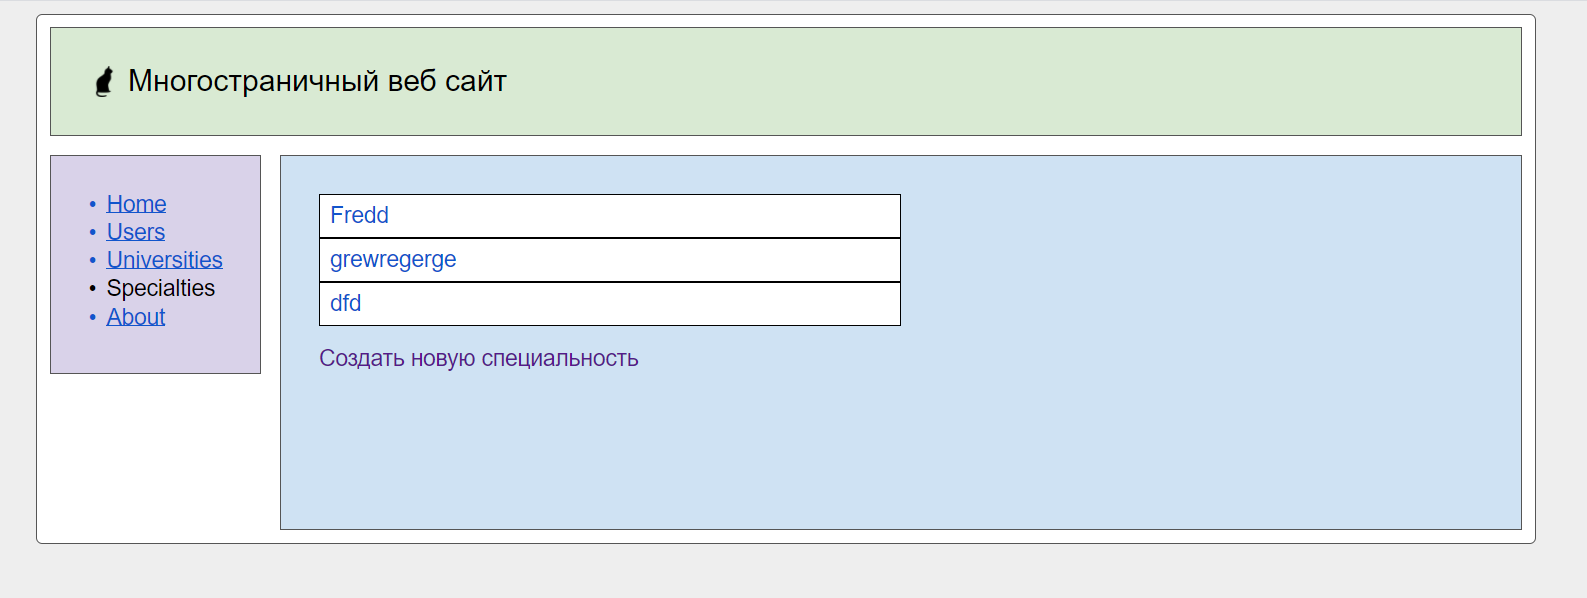 Многостраничный веб сайт
Home
Users
Universities
Specialties
About
Fredd
grewregerge
dfd
Создать новую специальность